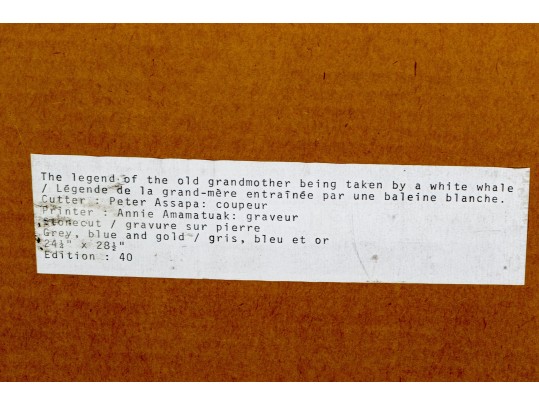 The legend of the old grandmother being taken by a white whale
/ Légende de la grand-mère entraînée par une baleine blanche.
Cutter : Peter Assapa: coupeur
Printer : Annie Amamatuak: graveur
Stonecut / gravure sur pierre
Grey, blue and gold / gris, bleu et or
24½" x 28½"
Edition : 40